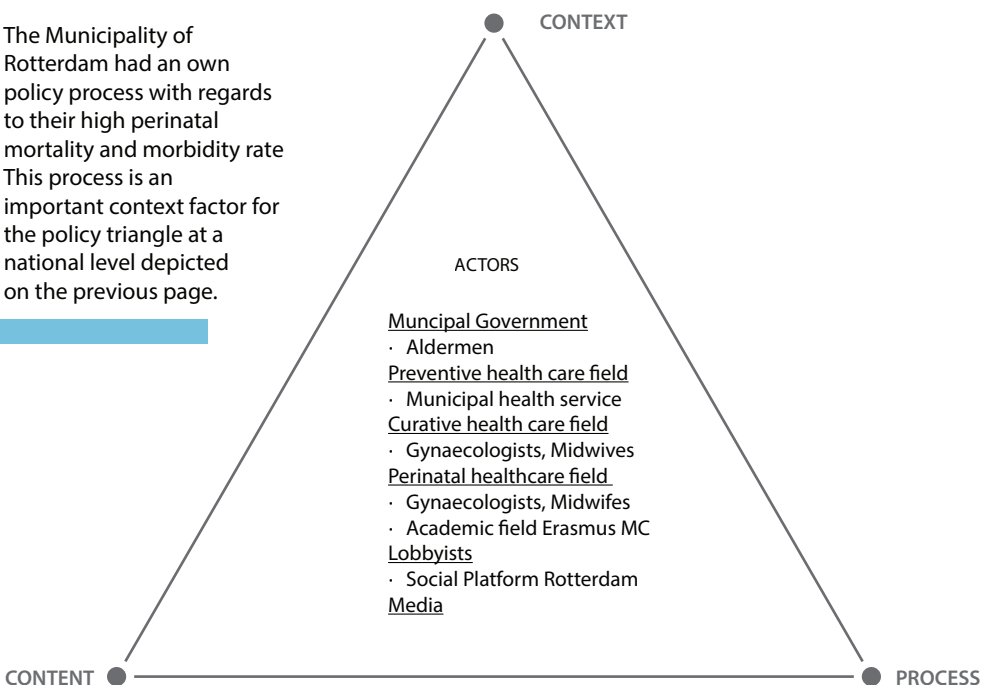 The Municipality of
Rotterdam had an own
policy process with regards
to their high perinatal
mortality and morbidity rate
This process is an
important context factor for
the policy triangle at a
national level depicted
on the previous page.
CONTEXT
ACTORS
Muncipal Government
· Aldermen
Preventive health care field
· Municipal health service
Curative health care field
· Gynaecologists, Midwives
Perinatal healthcare field
· Gynaecologists, Midwifes
· Academic field Erasmus MC
Lobbyists
· Social Platform Rotterdam
Media
CONTENT
PROCESS